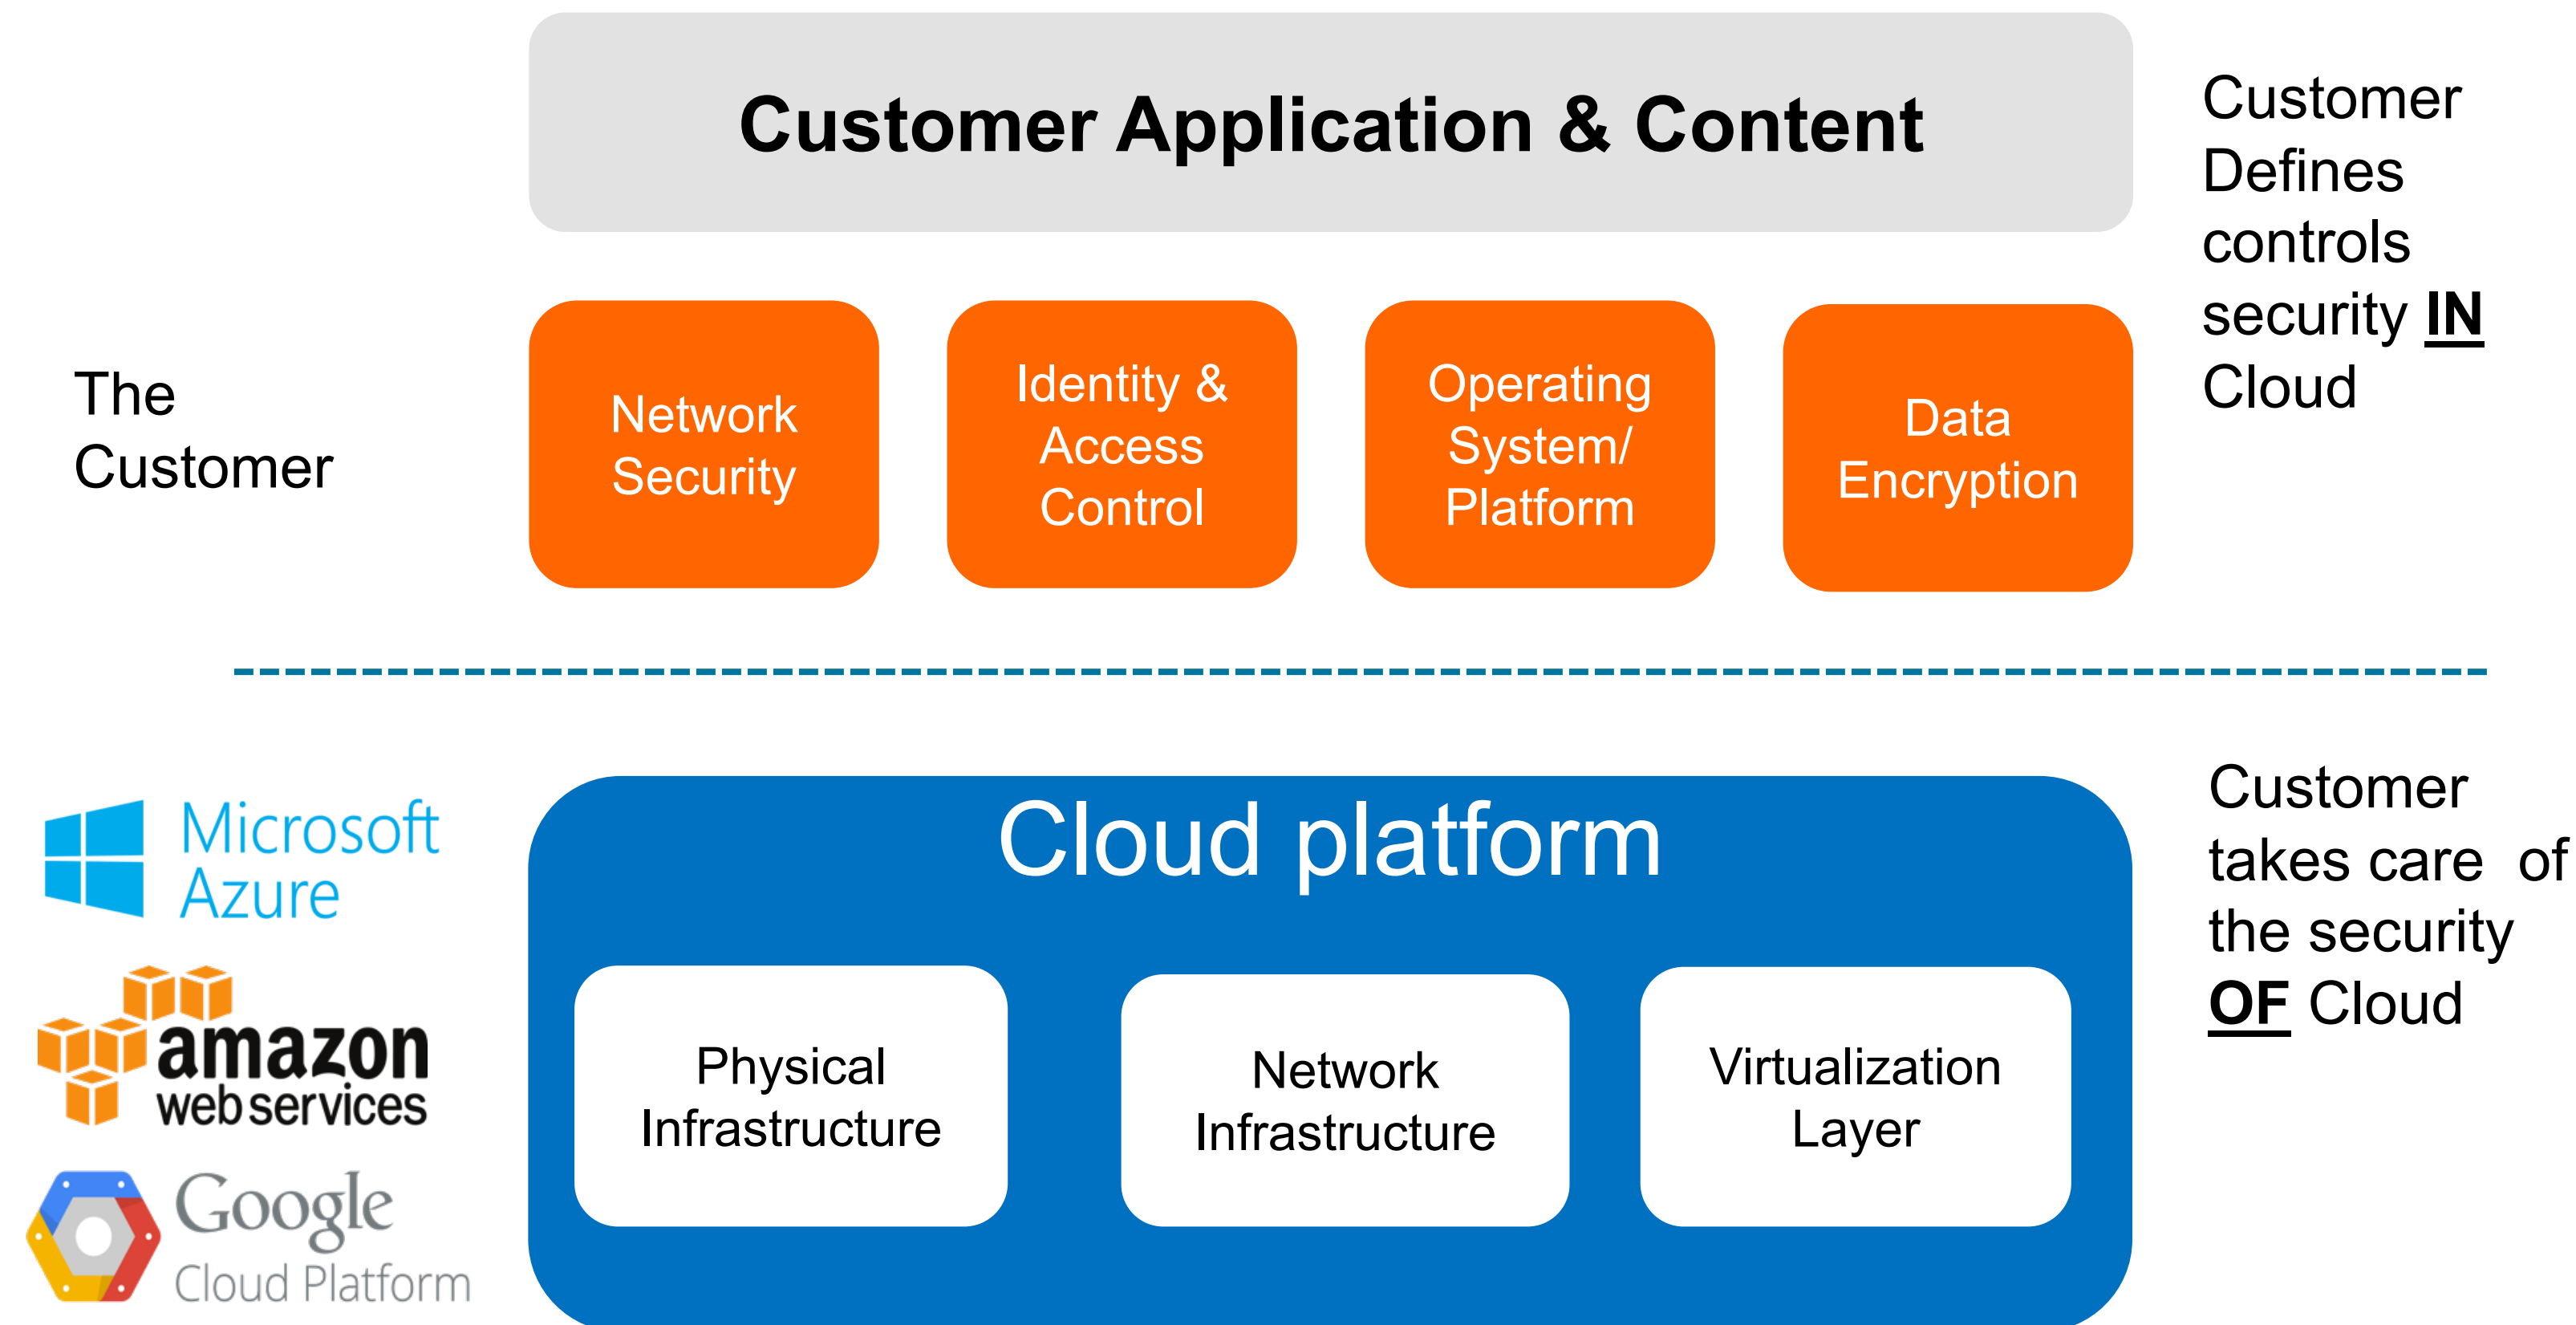 Customer Application & Content
Customer
Defines
controls
security IN
Cloud
The
Customer
Network
Security
Identity &
Access
Control
Operating
System/
Platform
Data
Encryption
Microsoft
Azure
amazon
web services
Google
Cloud Platform
Cloud platform
Physical
Infrastructure
Network
Infrastructure
Virtualization
Layer
Customer
takes care  of
the security
OF Cloud